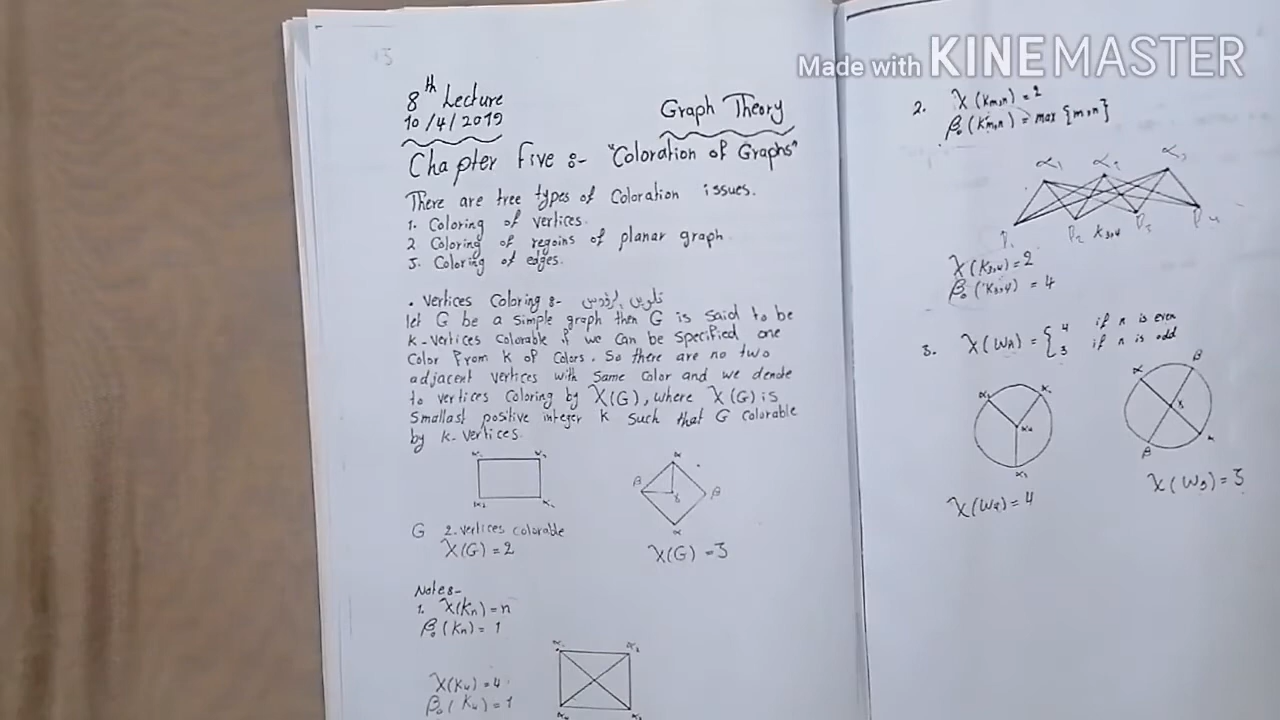 Made with KINEMASTER
8th Lecture
10/4/2019
Graph Theory
Chapter Five :- "Coloration of Graphs"
There are tree types of Coloration issues.
1. Coloring of vertices.
2 Coloring of regoins of planar graph.
3. Coloring of edges.
. Vertices Coloring :- تلوين الرؤوس
let G be a simple graph then G is said to be
k-vertices colorable if we can be specified one
Color from k of Colors. So there are no two
adjacent vertices with same color and we denote
to vertices coloring by χ(G), where χ(G) is
Smallast positive integer k such that G colorable
by k-vertices.
β γ β
α
G 2-vertices colorable
χ(G) = 2
χ(G) = 3
Notes-
1. χ(Kn) = n
β₀(Kn) = 1
χ(K4) = 4
β₀(K4) = 1
2. χ(Km,n) = 2
β₀(Km,n) = max {m,n}
α1
K3,4
χ(K3,4) = 2
β₀(K3,4) = 4
3. χ(Wn) = { 4 if n is even
3 if n is odd
β
α
γ
β
χ(W4) = 4
χ(W5) = 3